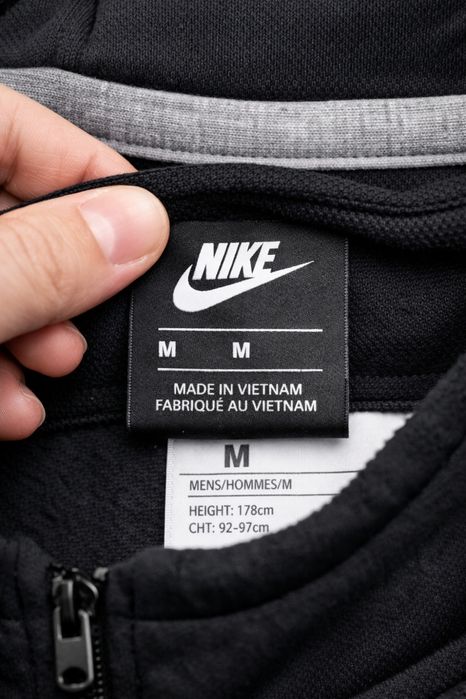 NIKE
M M
MADE IN VIETNAM
FABRIQUÉ AU VIETNAM
M
MENS/HOMMES/M
HEIGHT: 178cm
CHT: 92-97cm